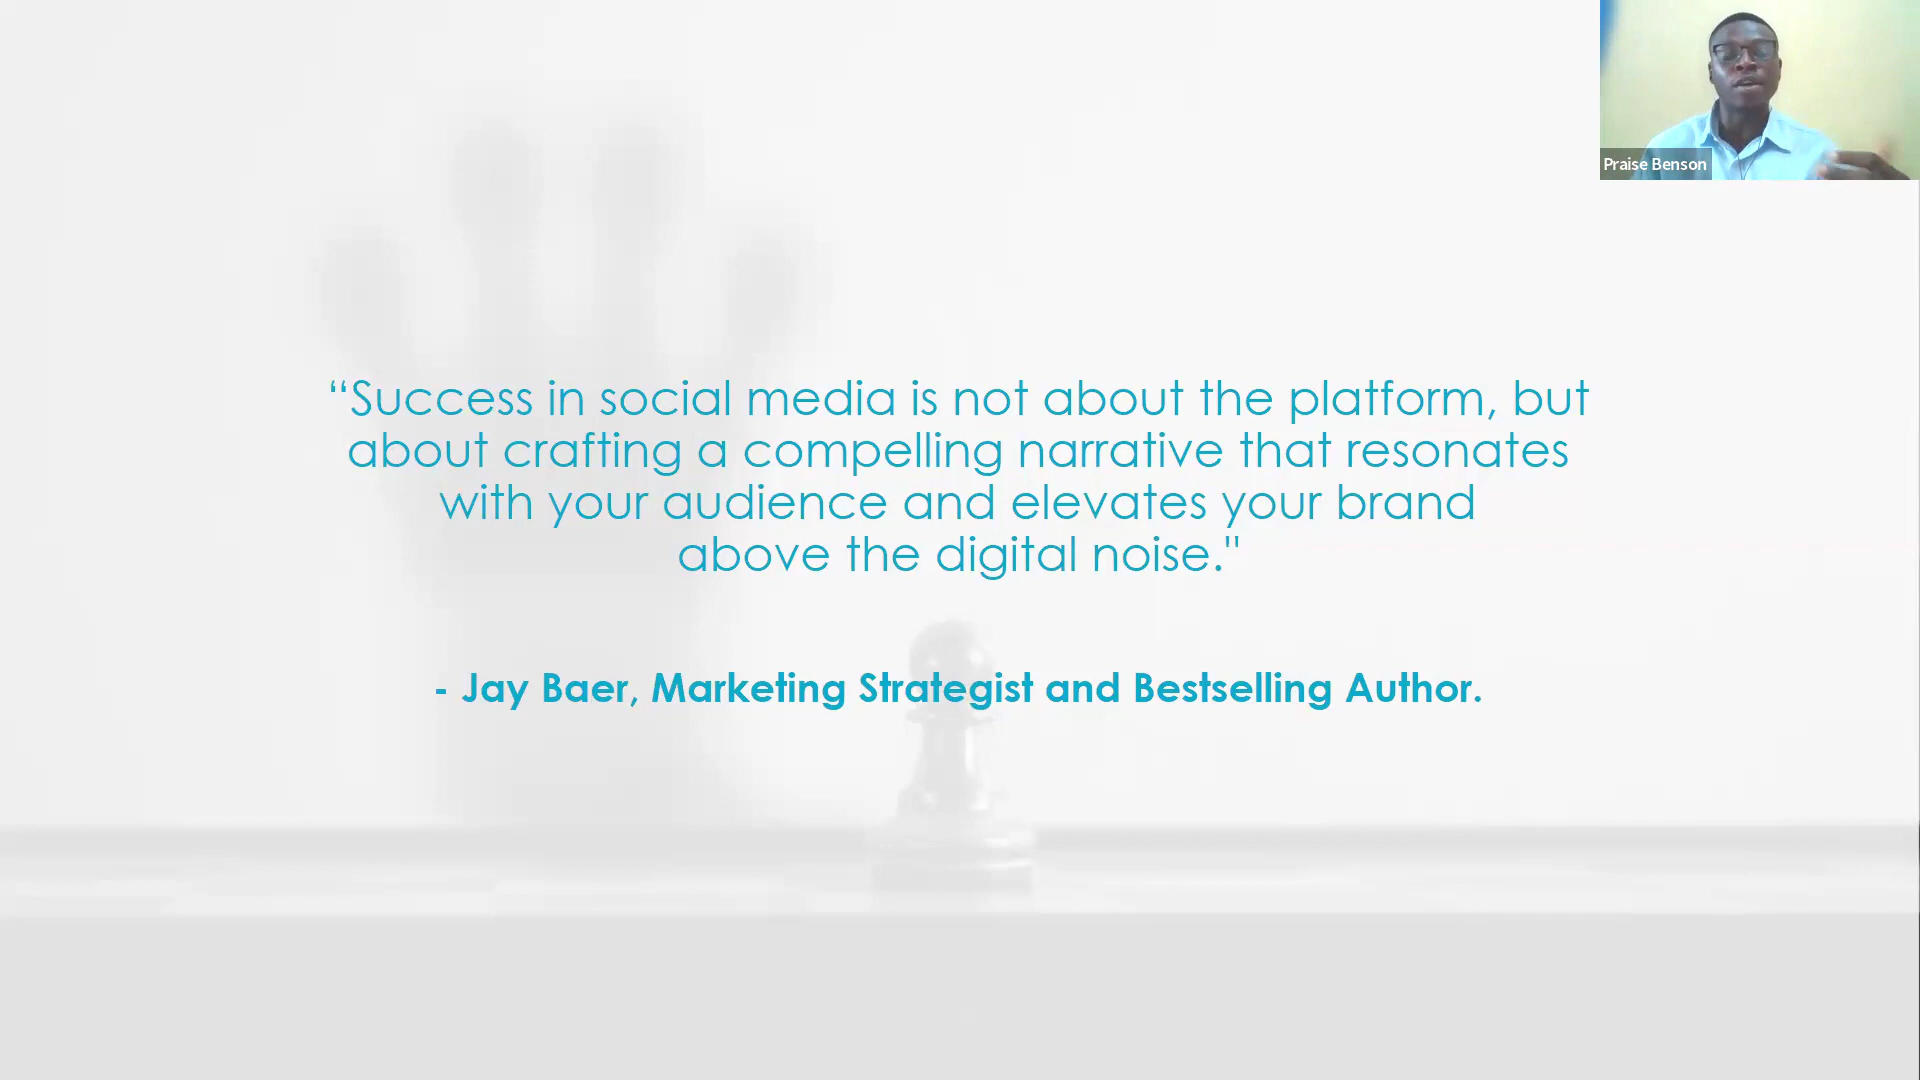 Praise Benson
“Success in social media is not about the platform, but
about crafting a compelling narrative that resonates
with your audience and elevates your brand
above the digital noise."
- Jay Baer, Marketing Strategist and Bestselling Author.